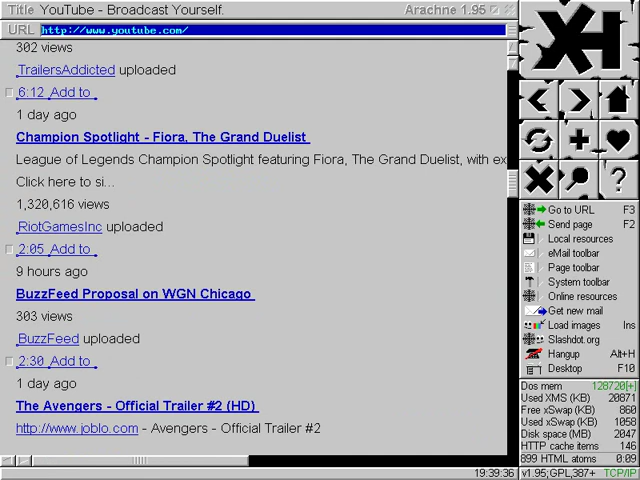 Title YouTube - Broadcast Yourself. Arachne 1.95
URL http://www.youtube.com/
302 views
TrailersAddicted uploaded
6:12 Add to
1 day ago
Champion Spotlight - Fiora, The Grand Duelist
League of Legends Champion Spotlight featuring Fiora, The Grand Duelist, with ex
Click here to si...
1,320,616 views
RiotGamesInc uploaded
2:05 Add to
9 hours ago
BuzzFeed Proposal on WGN Chicago
303 views
BuzzFeed uploaded
2:30 Add to
1 day ago
The Avengers - Official Trailer #2 (HD)
http://www.joblo.com - Avengers - Official Trailer #2
19:39:36
XH
?
Go to URL F3
Send page F2
Local resources
eMail toolbar
Page toolbar
System toolbar
Online resources
Get new mail
Load images Ins
Slashdot.org
Hangup Alt+H
Desktop F10
Dos mem 128720[+]
Used XMS (KB) 20871
Free xSwap (KB) 860
Used xSwap (KB) 1058
Disk space (MB) 2047
HTTP cache items 146
899 HTML atoms 0:09
v1.95;GPL,387+ TCP/IP